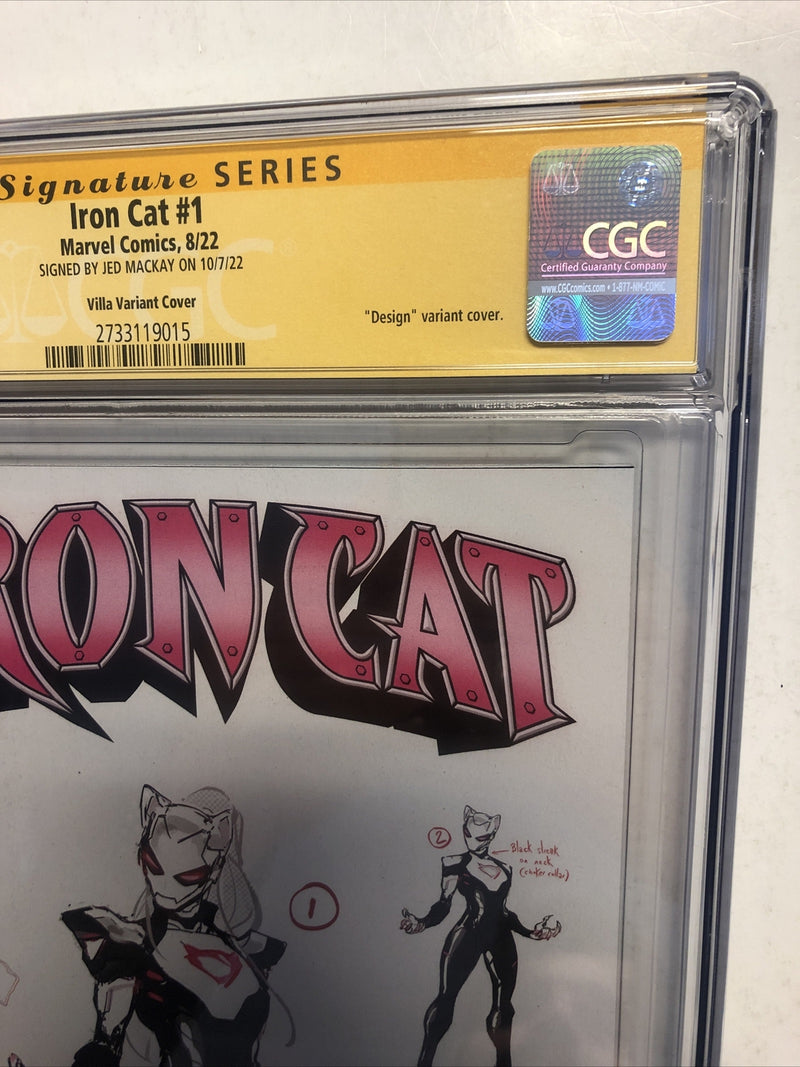 Signature SERIES
Iron Cat #1
Marvel Comics, 8/22
SIGNED BY JED MACKAY ON 10/7/22
Villa Variant Cover
2733119015
"Design" variant cover.
CGC
Certified Guaranty Company
www.CGCcomics.com • 1-877-NM-COMIC
CGC ®
RON CAT
1
2
Black streak
on neck
(choker collar)